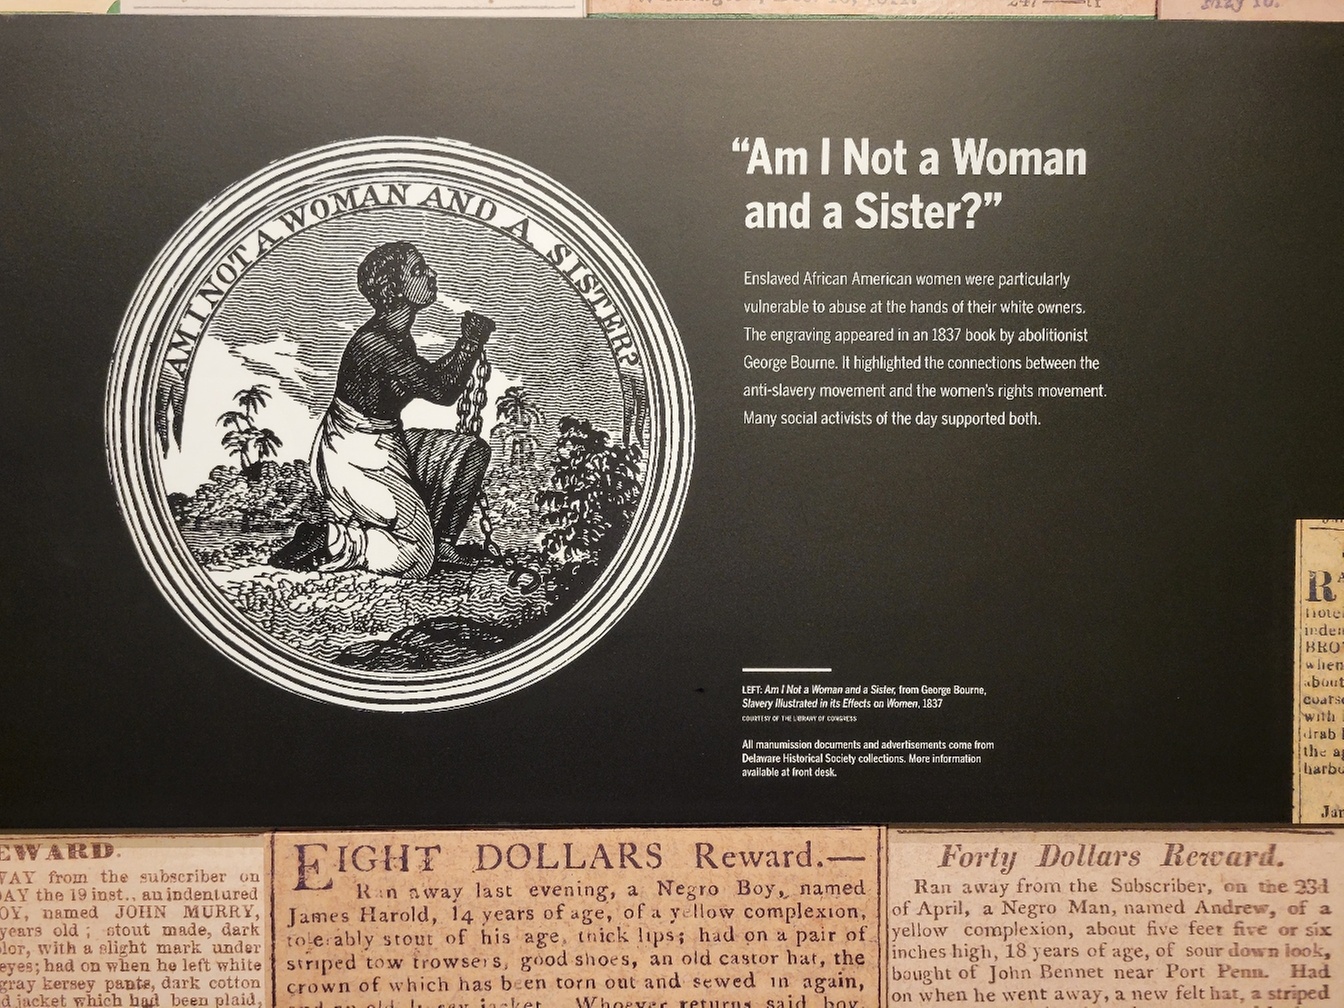 AM I NOT A WOMAN AND A SISTER?
“Am I Not a Woman
and a Sister?”
Enslaved African American women were particularly
vulnerable to abuse at the hands of their white owners.
The engraving appeared in an 1837 book by abolitionist
George Bourne. It highlighted the connections between the
anti-slavery movement and the women’s rights movement.
Many social activists of the day supported both.
LEFT: Am I Not a Woman and a Sister, from George Bourne,
Slavery Illustrated in its Effects on Women, 1837
COURTESY OF THE LIBRARY OF CONGRESS
All manumission documents and advertisements come from
Delaware Historical Society collections. More information
available at front desk.
BRO
when
about
with
drab
the
Jan
EWARD.
WAY from the subscriber on
DAY the 19 inst., an indentured
OY, named JOHN MURRY,
years old ; stout made, dark
olor, with a slight mark under
eyes; had on when he left white
gray kersey pants, dark cotton
d jacket which had been plaid,
EIGHT DOLLARS Reward.—
Ran away last evening, a Negro Boy, named
James Harold, 14 years of age, of a yellow complexion,
tolerably stout of his age, thick lips; had on a pair of
striped tow trowsers, good shoes, an old castor hat, the
crown of which has been torn out and sewed in again,
and an old jacket. Whoever returns said boy,
Forty Dollars Reward.
Ran away from the Subscriber, on the 23d
of April, a Negro Man, named Andrew, of a
yellow complexion, about five feet five or six
inches high, 18 years of age, of sour down look,
bought of John Bennet near Port Penn. Had
on when he went away, a new felt hat, a striped